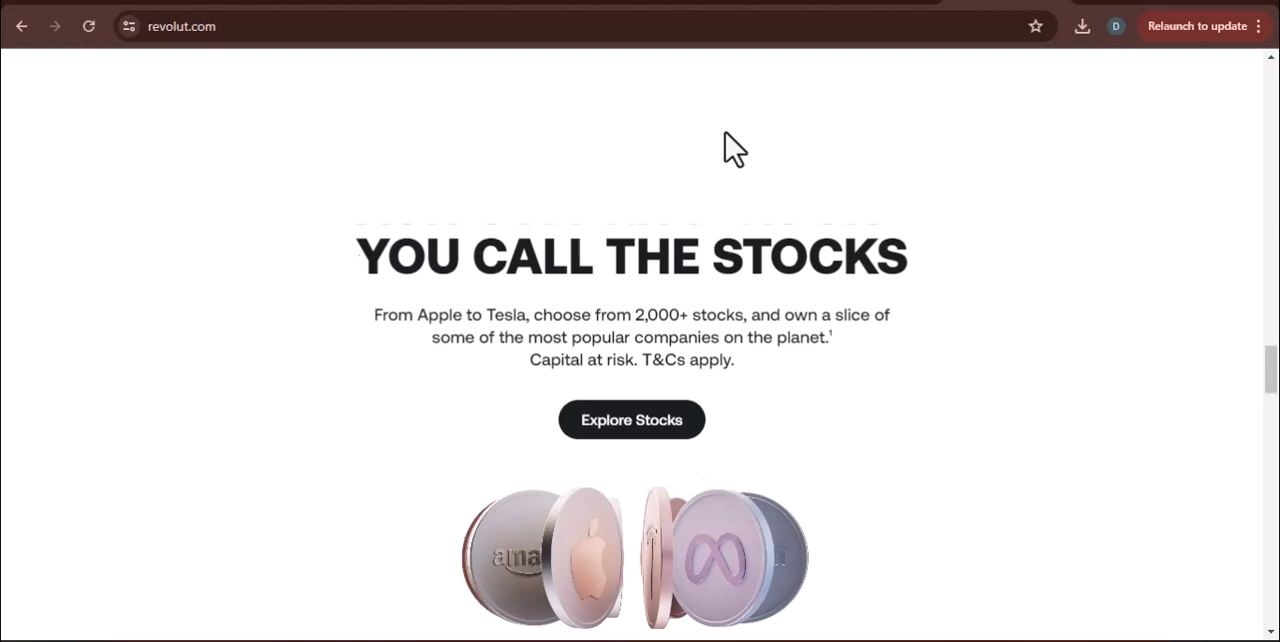 revolut.com
D
Relaunch to update
YOU CALL THE STOCKS
From Apple to Tesla, choose from 2,000+ stocks, and own a slice of
some of the most popular companies on the planet.¹
Capital at risk. T&Cs apply.
Explore Stocks
ama